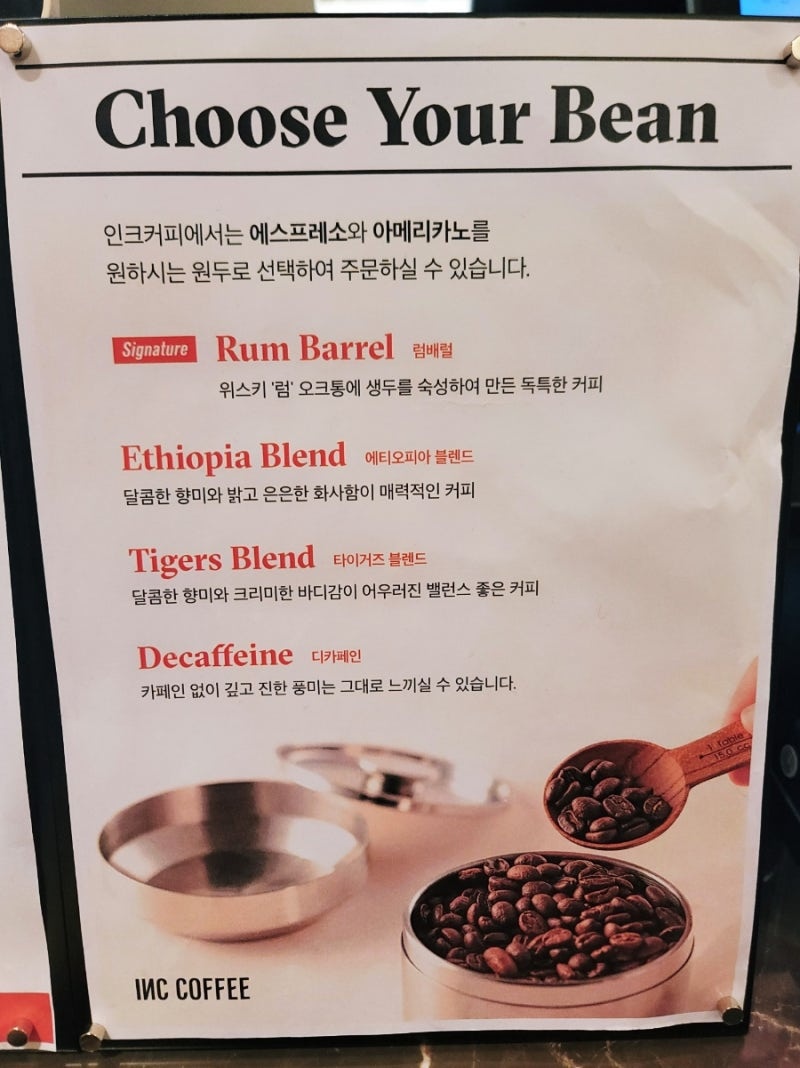 Choose Your Bean
인크커피에서는 에스프레소와 아메리카노를
원하시는 원두로 선택하여 주문하실 수 있습니다.
Signature Rum Barrel 럼배럴
위스키 '럼' 오크통에 생두를 숙성하여 만든 독특한 커피
Ethiopia Blend 에티오피아 블렌드
달콤한 향미와 밝고 은은한 화사함이 매력적인 커피
Tigers Blend 타이거즈 블렌드
달콤한 향미와 크리미한 바디감이 어우러진 밸런스 좋은 커피
Decaffeine 디카페인
카페인 없이 깊고 진한 풍미는 그대로 느끼실 수 있습니다.
1 Table
15.0 cc
INC COFFEE